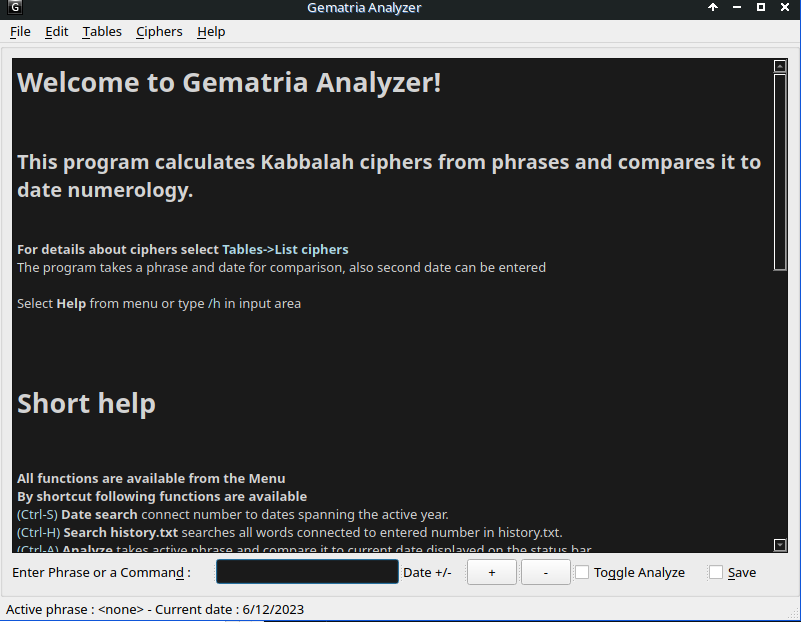 G
Gematria Analyzer
File Edit Tables Ciphers Help
Welcome to Gematria Analyzer!
This program calculates Kabbalah ciphers from phrases and compares it to
date numerology.
For details about ciphers select Tables->List ciphers
The program takes a phrase and date for comparison, also second date can be entered
Select Help from menu or type /h in input area
Short help
All functions are available from the Menu
By shortcut following functions are available
(Ctrl-S) Date search connect number to dates spanning the active year.
(Ctrl-H) Search history.txt searches all words connected to entered number in history.txt.
(Ctrl-A) Analyze takes active phrase and compare it to current date displayed on the status bar
Enter Phrase or a Command : Date +/- + - Toggle Analyze Save
Active phrase : <none> - Current date : 6/12/2023